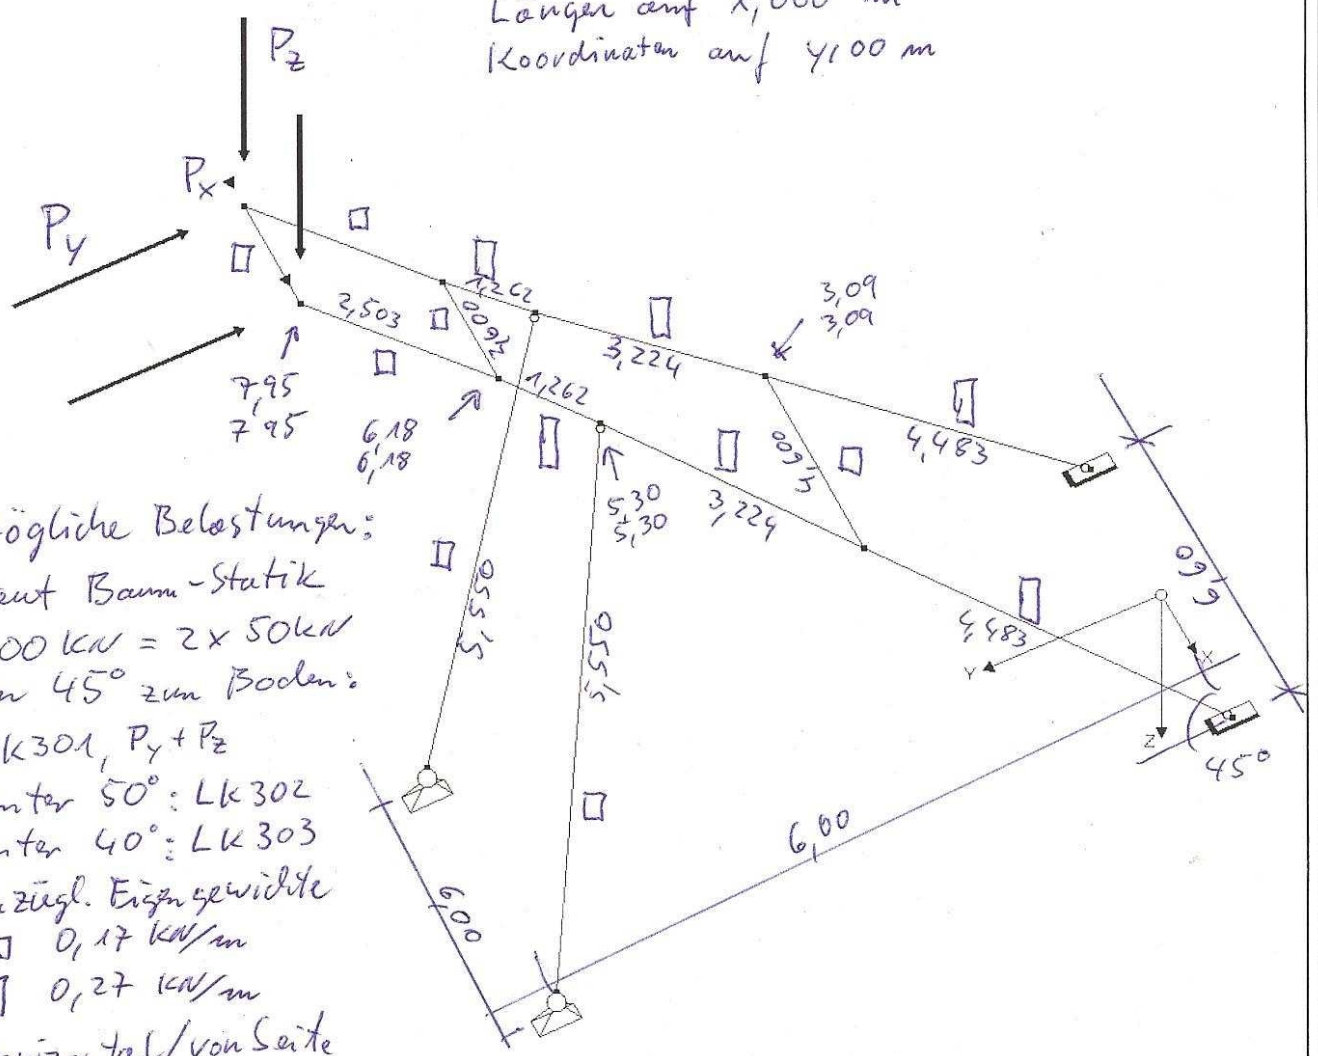 Längen auf x,000 m
Koordinaten auf y,00 m
Pz
Px
Py
2,503
1,262
3,224
3,09
3,09
4,483
7,95
7,95
6,18
6,18
1,262
5,30
5,30
3,224
4,483
6,60
5,550
5,550
6,00
6,00
45°
X
Y
Z
ögliche Belastungen:
aut Baum-Statik
00 KN = 2x 50kN
45° zum Boden:
K301, Py + Pz
nter 50°: LK302
nter 40°: LK303
zügl. Eigengewichte
0,17 KN/m
0,27 KN/m
tal/von Seite